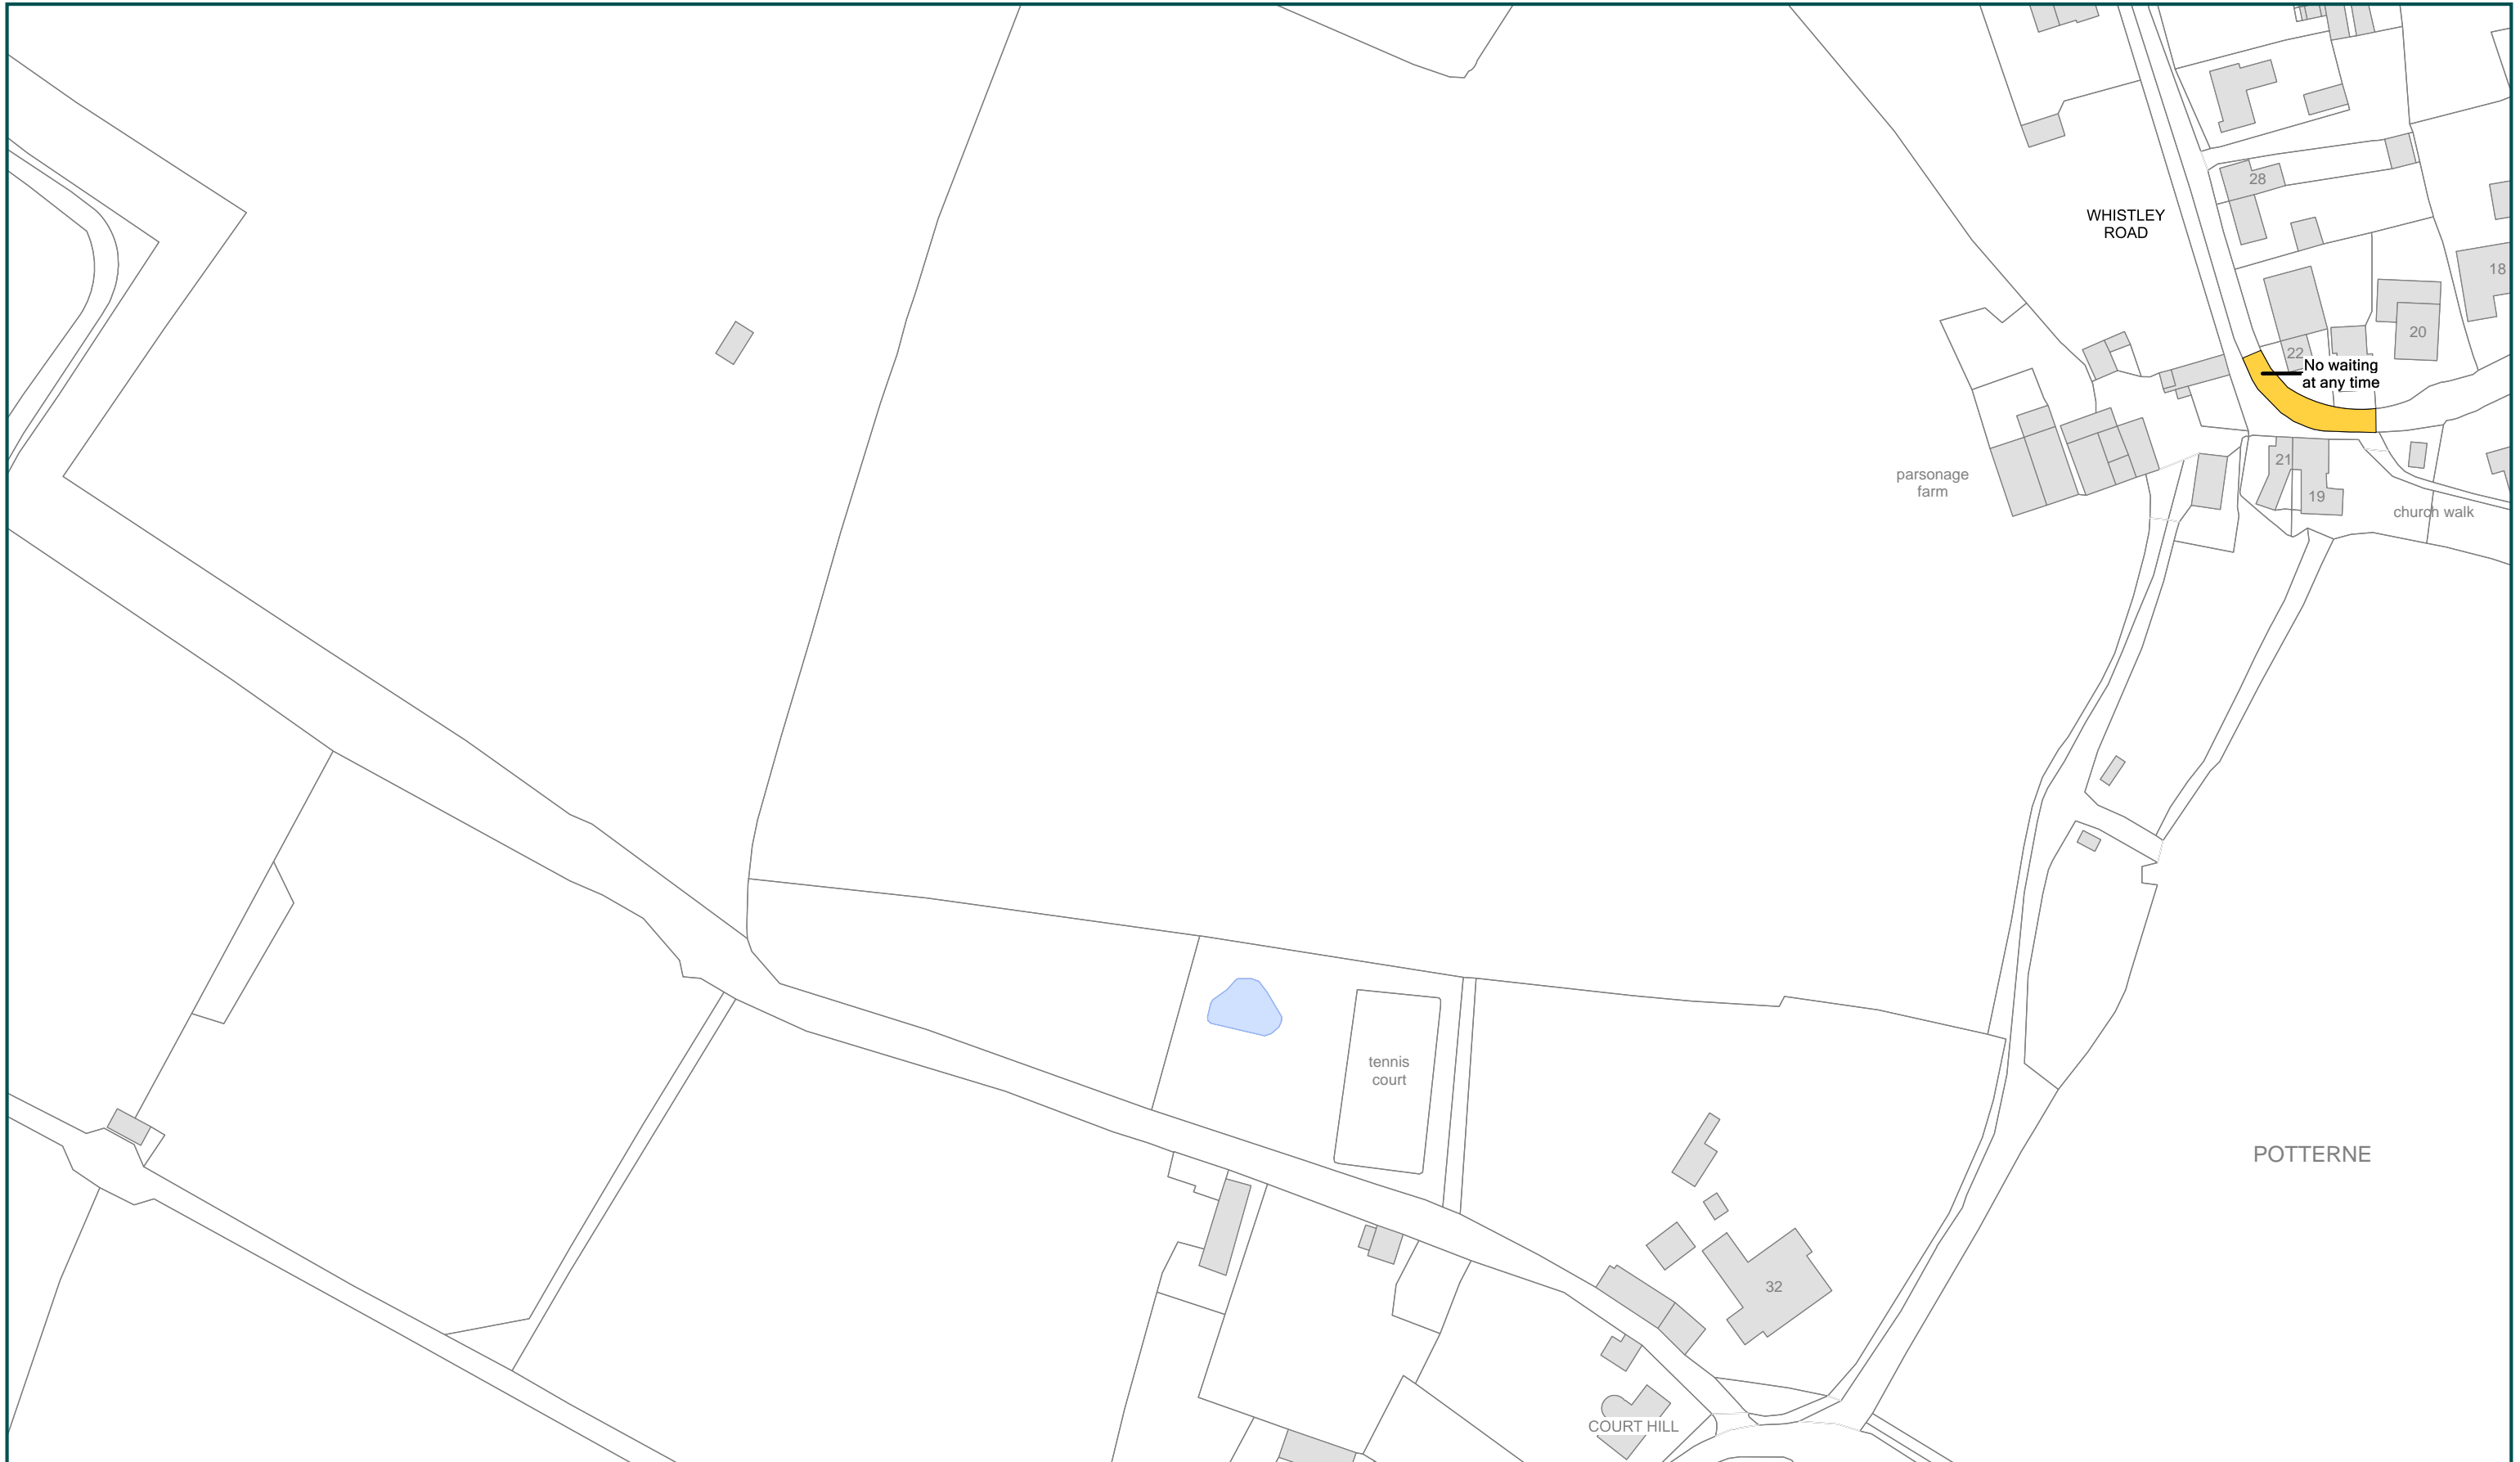 28
WHISTLEY
ROAD
18
20
22
No waiting
at any time
21
19
parsonage
farm
church walk
tennis
court
POTTERNE
32
COURT HILL